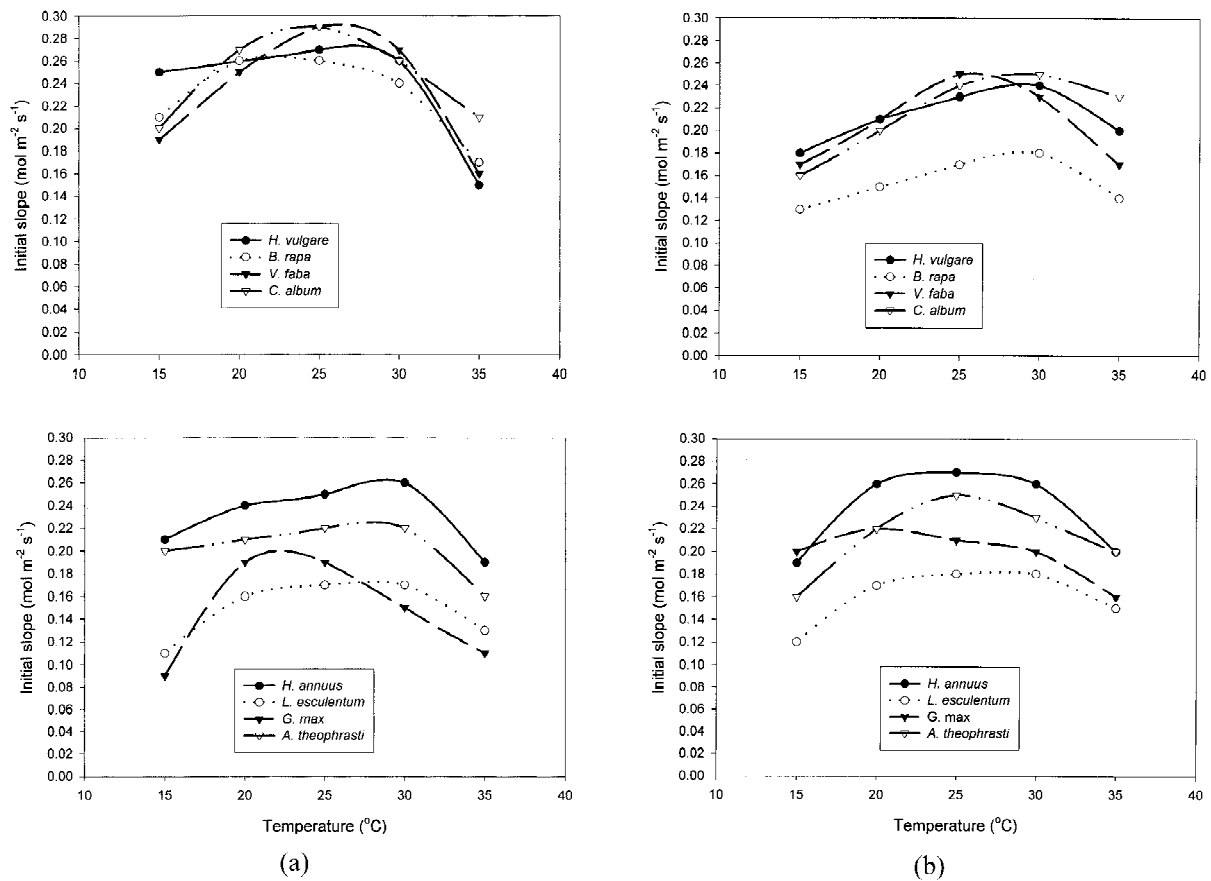 Initial slope (mol m-2 s-1)
0.30
0.28
0.26
0.24
0.22
0.20
0.18
0.16
0.14
0.12
0.10
0.08
0.06
0.04
0.02
0.00
10 15 20 25 30 35 40
H. vulgare
B. rapa
V. faba
C. album
Initial slope (mol m-2 s-1)
0.30
0.28
0.26
0.24
0.22
0.20
0.18
0.16
0.14
0.12
0.10
0.08
0.06
0.04
0.02
0.00
10 15 20 25 30 35 40
H. vulgare
B. rapa
V. faba
C. album
Initial slope (mol m-2 s-1)
0.30
0.28
0.26
0.24
0.22
0.20
0.18
0.16
0.14
0.12
0.10
0.08
0.06
0.04
0.02
0.00
10 15 20 25 30 35 40
H. annuus
L. esculentum
G. max
A. theophrasti
Temperature (oC)
(a)
Initial slope (mol m-2 s-1)
0.30
0.28
0.26
0.24
0.22
0.20
0.18
0.16
0.14
0.12
0.10
0.08
0.06
0.04
0.02
0.00
10 15 20 25 30 35 40
H. annuus
L. esculentum
G. max
A. theophrasti
Temperature (oC)
(b)